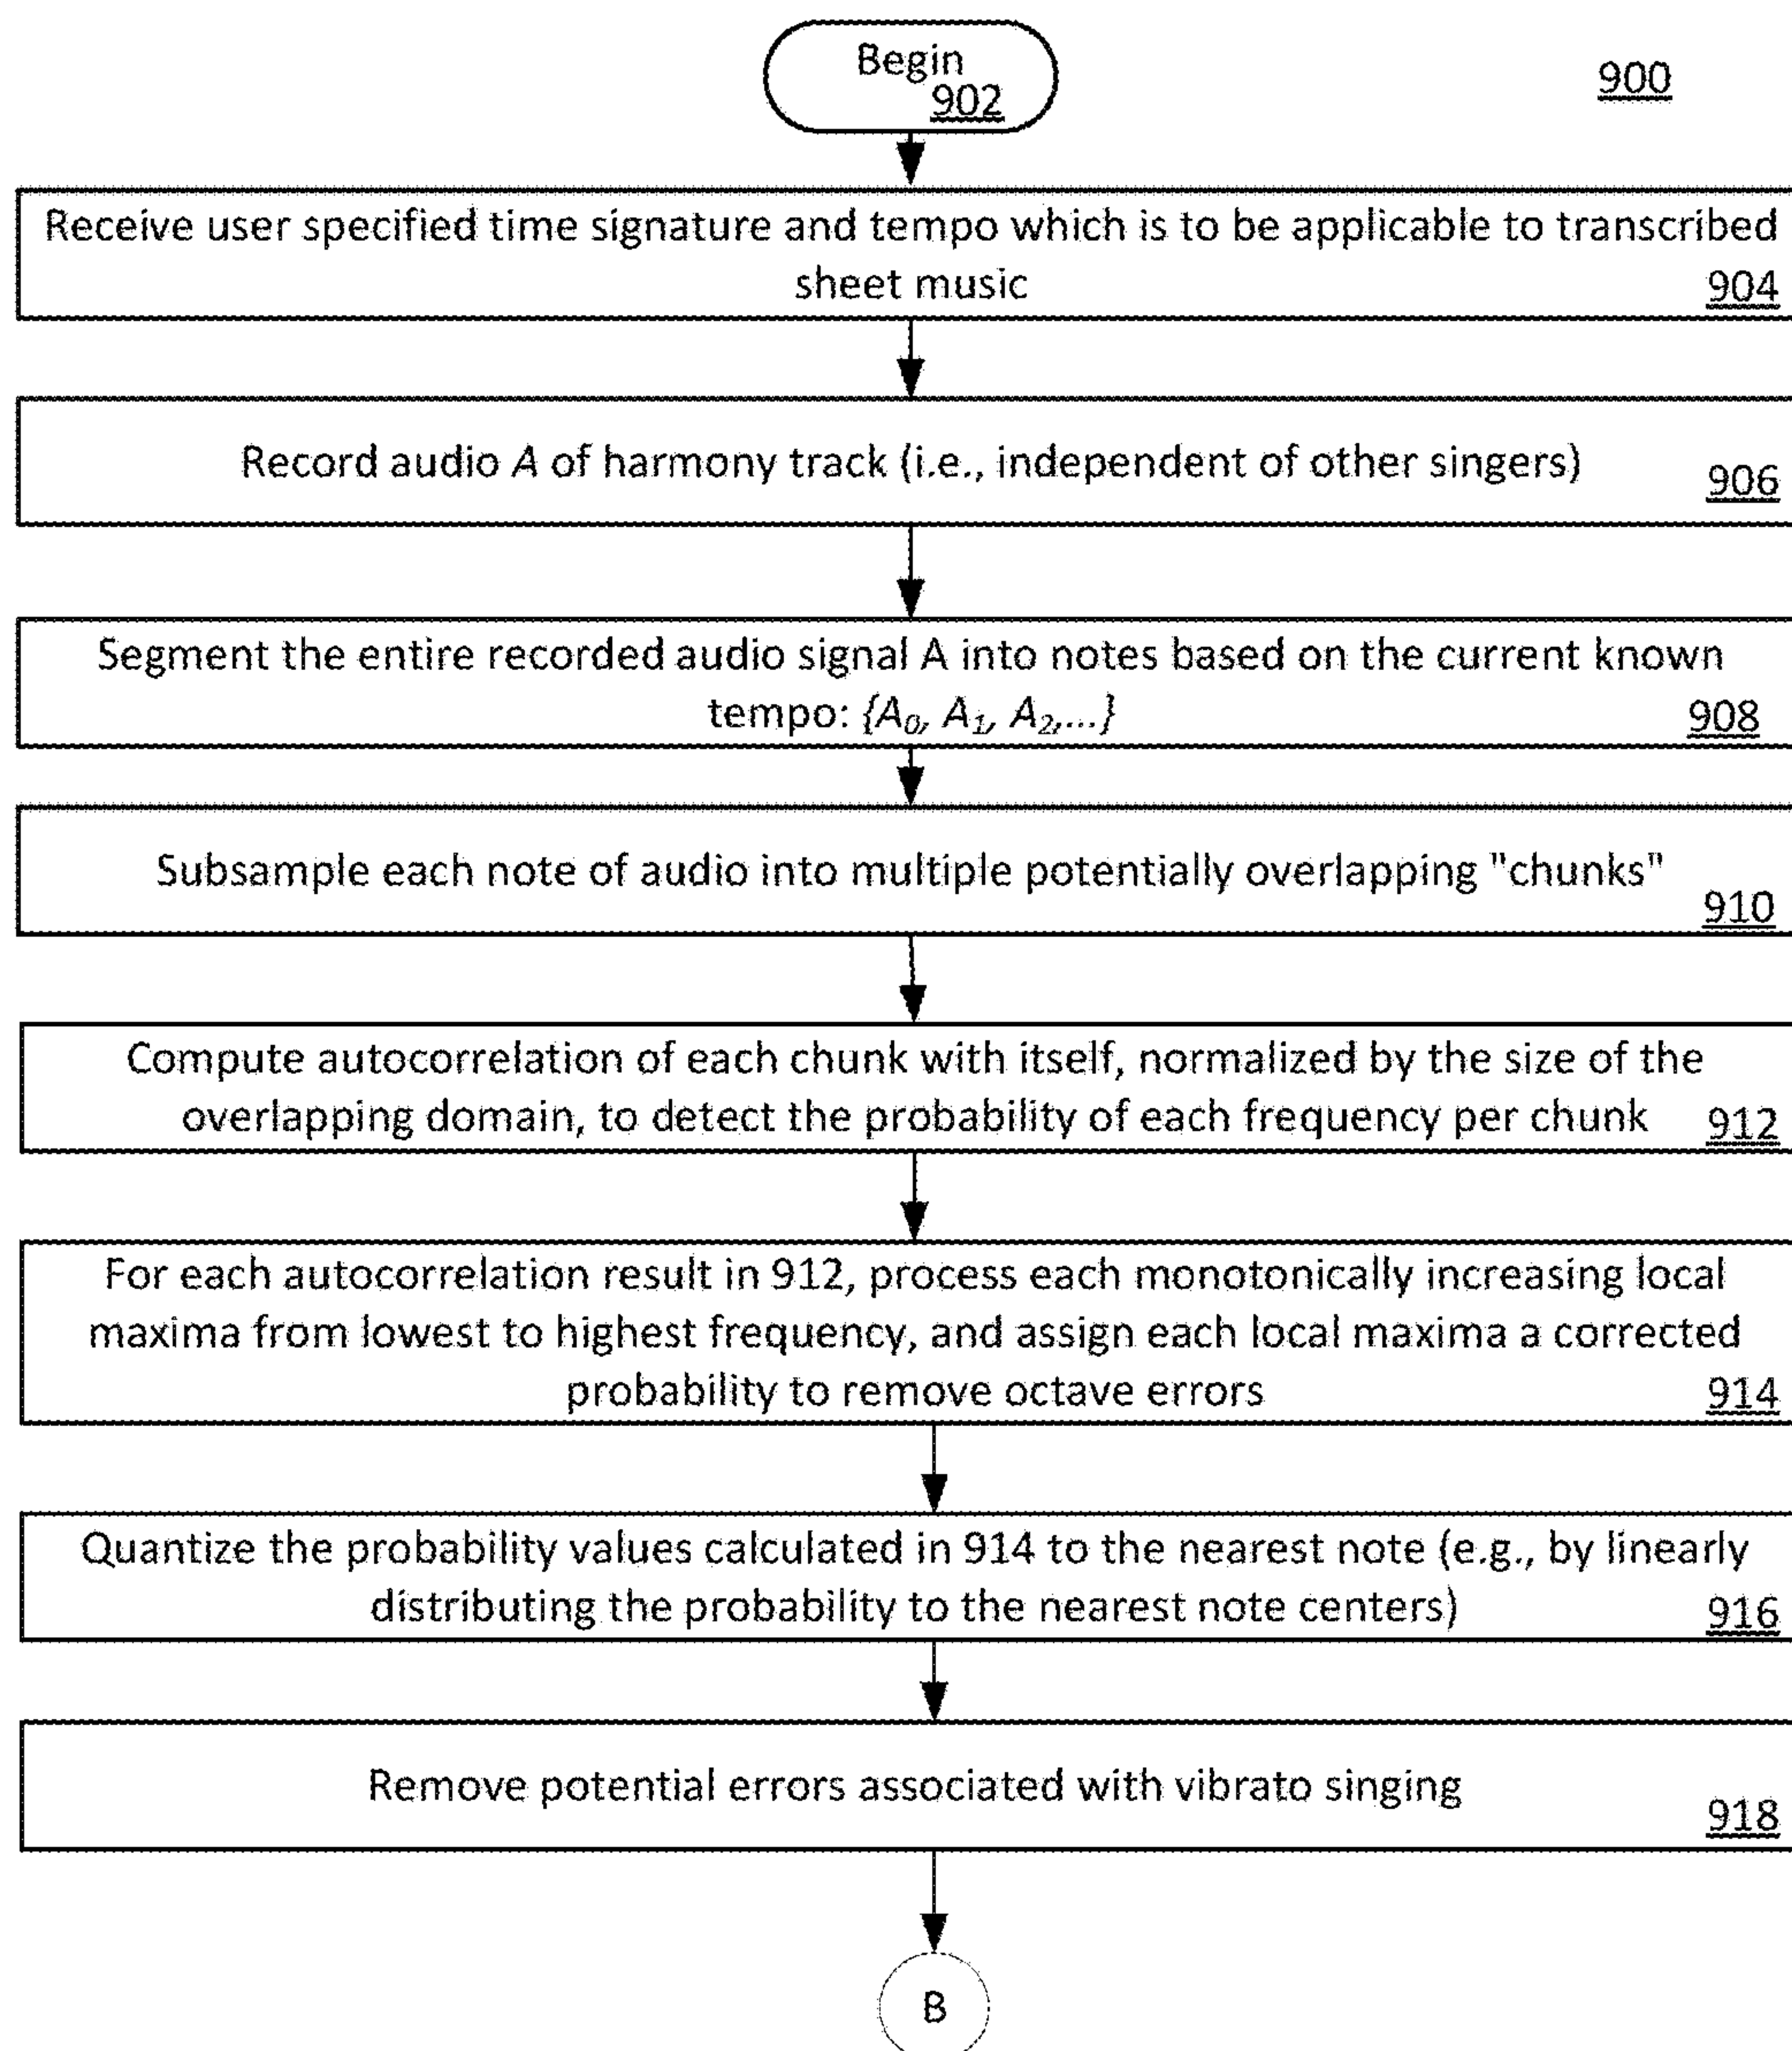 Begin
902
900
Receive user specified time signature and tempo which is to be applicable to transcribed
sheet music
904
Record audio A of harmony track (i.e., independent of other singers)
906
Segment the entire recorded audio signal A into notes based on the current known
tempo: {A0, A1, A2,...}
908
Subsample each note of audio into multiple potentially overlapping "chunks"
910
Compute autocorrelation of each chunk with itself, normalized by the size of the
overlapping domain, to detect the probability of each frequency per chunk
912
For each autocorrelation result in 912, process each monotonically increasing local
maxima from lowest to highest frequency, and assign each local maxima a corrected
probability to remove octave errors
914
Quantize the probability values calculated in 914 to the nearest note (e.g., by linearly
distributing the probability to the nearest note centers)
916
Remove potential errors associated with vibrato singing
918
B